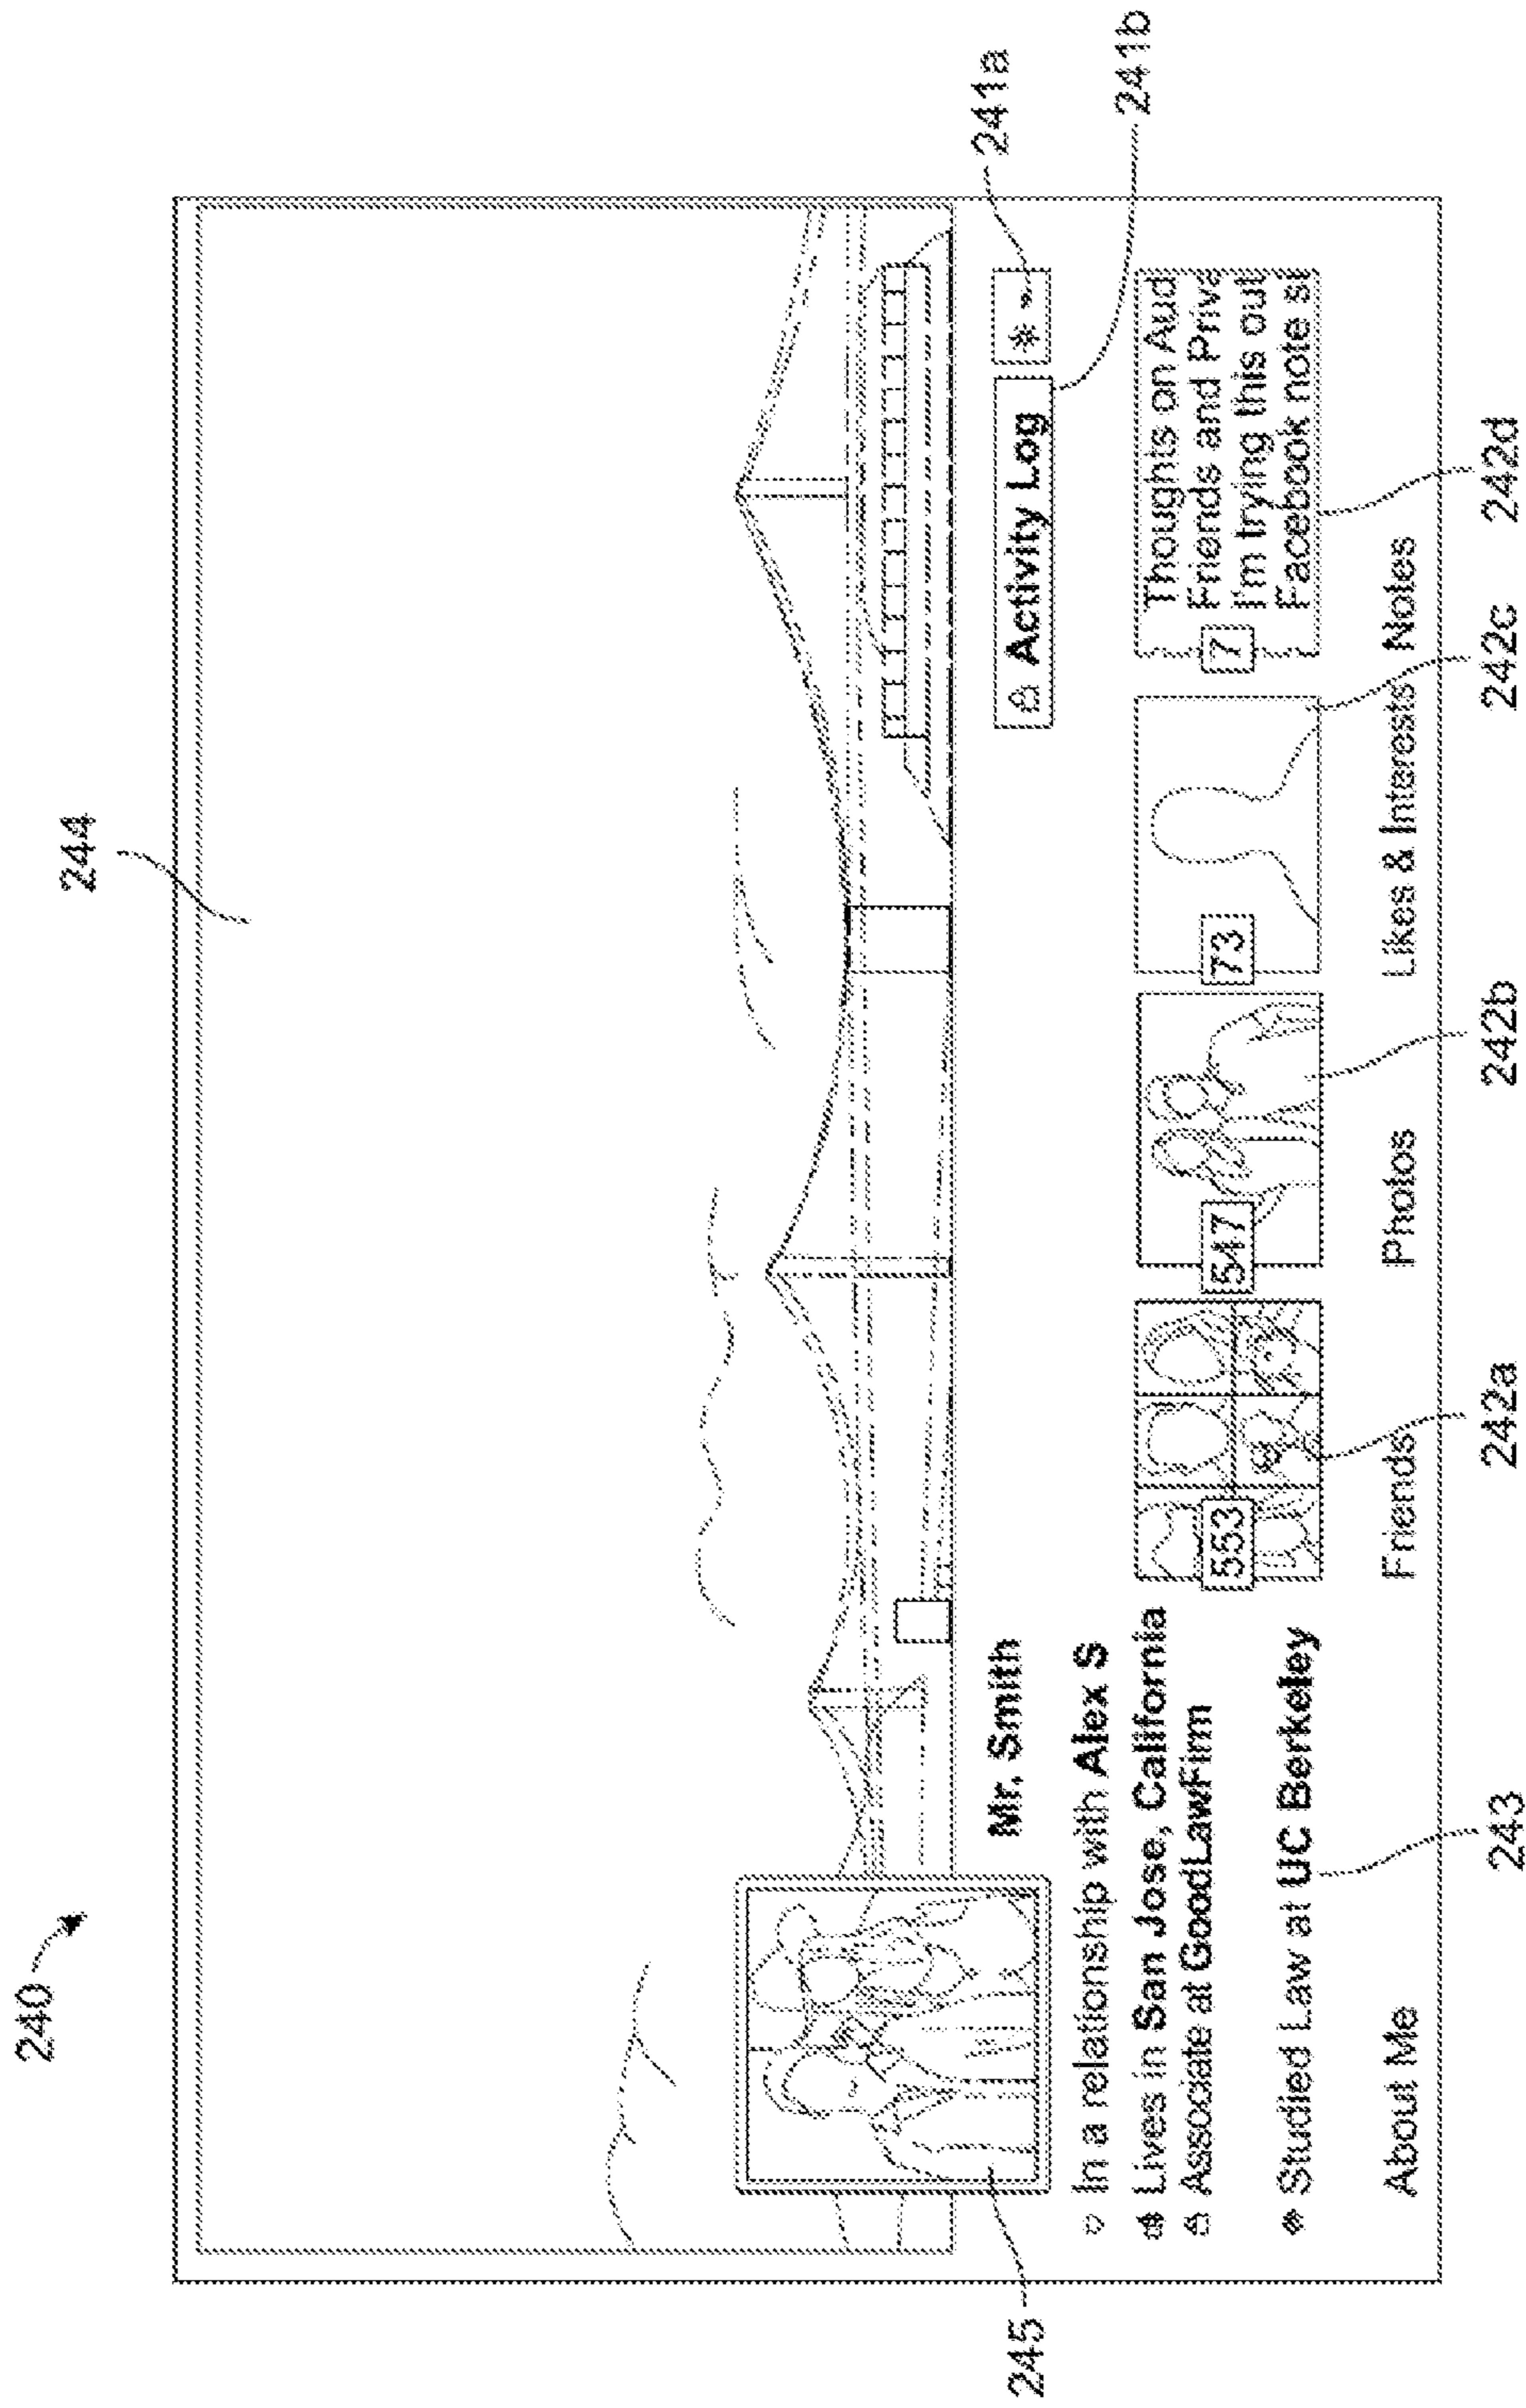 240
244
245
Mr. Smith
Activity Log
241a
241b
In a relationship with Alex S
Lives in San Jose, California
Associate at GoodLawFirm
Studied Law at UC Berkeley
About Me
553
Friends
547
Photos
73
Likes & Interests
7
Thoughts on Aud
Friends and Priva
I'm trying this out
Facebook note si
Notes
243
242a
242b
242c
242d